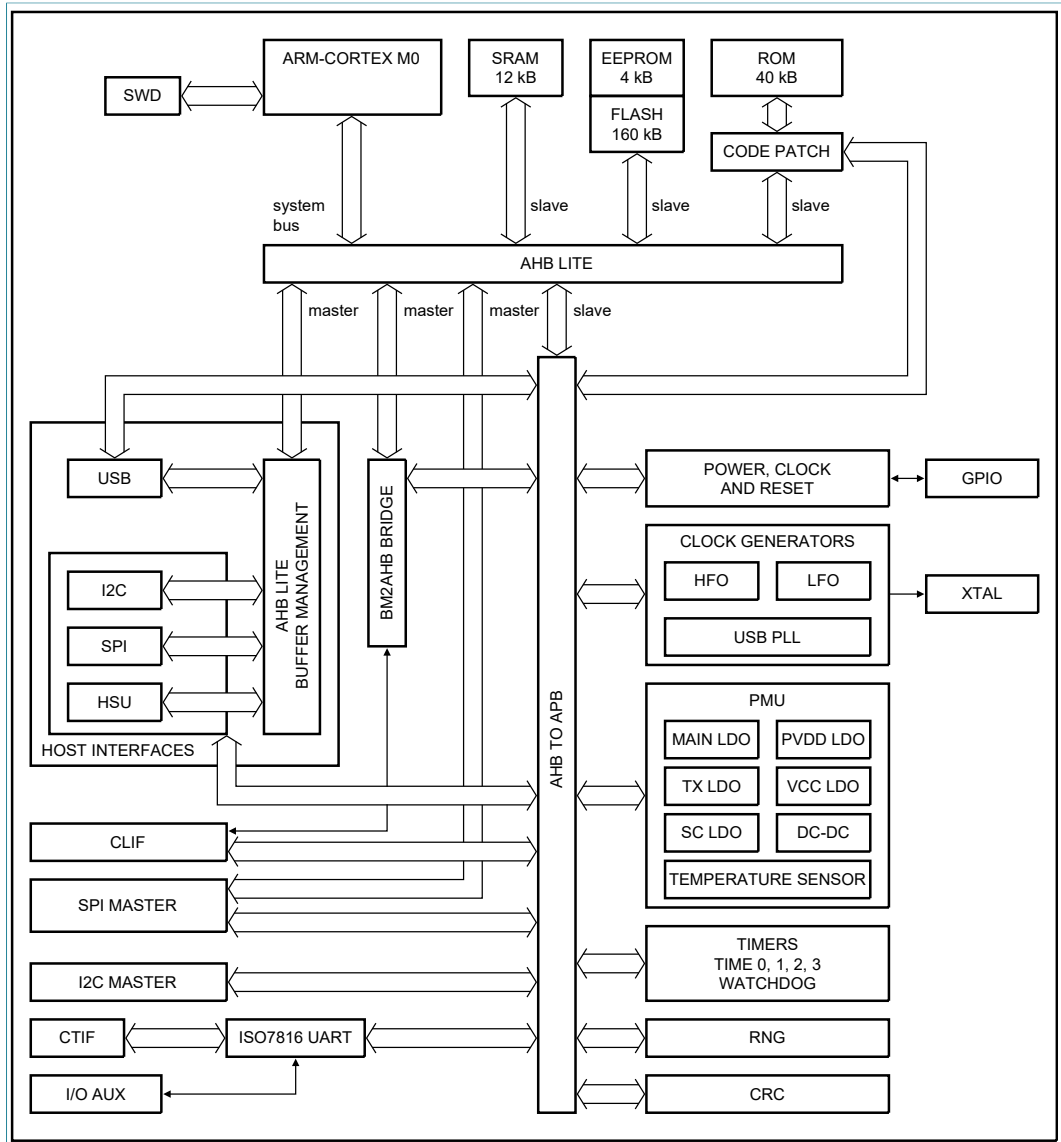 ARM-CORTEX M0
SRAM
12 kB
EEPROM
4 kB
ROM
40 kB
SWD
FLASH
160 kB
CODE PATCH
system
bus
slave
slave
slave
AHB LITE
master
master
master
slave
USB
I2C
SPI
HSU
HOST INTERFACES
AHB LITE
BUFFER MANAGEMENT
BM2AHB BRIDGE
AHB TO APB
CLIF
SPI MASTER
I2C MASTER
CTIF
ISO7816 UART
I/O AUX
POWER, CLOCK
AND RESET
GPIO
CLOCK GENERATORS
HFO
LFO
USB PLL
XTAL
PMU
MAIN LDO
PVDD LDO
TX LDO
VCC LDO
SC LDO
DC-DC
TEMPERATURE SENSOR
TIMERS
TIME 0, 1, 2, 3
WATCHDOG
RNG
CRC